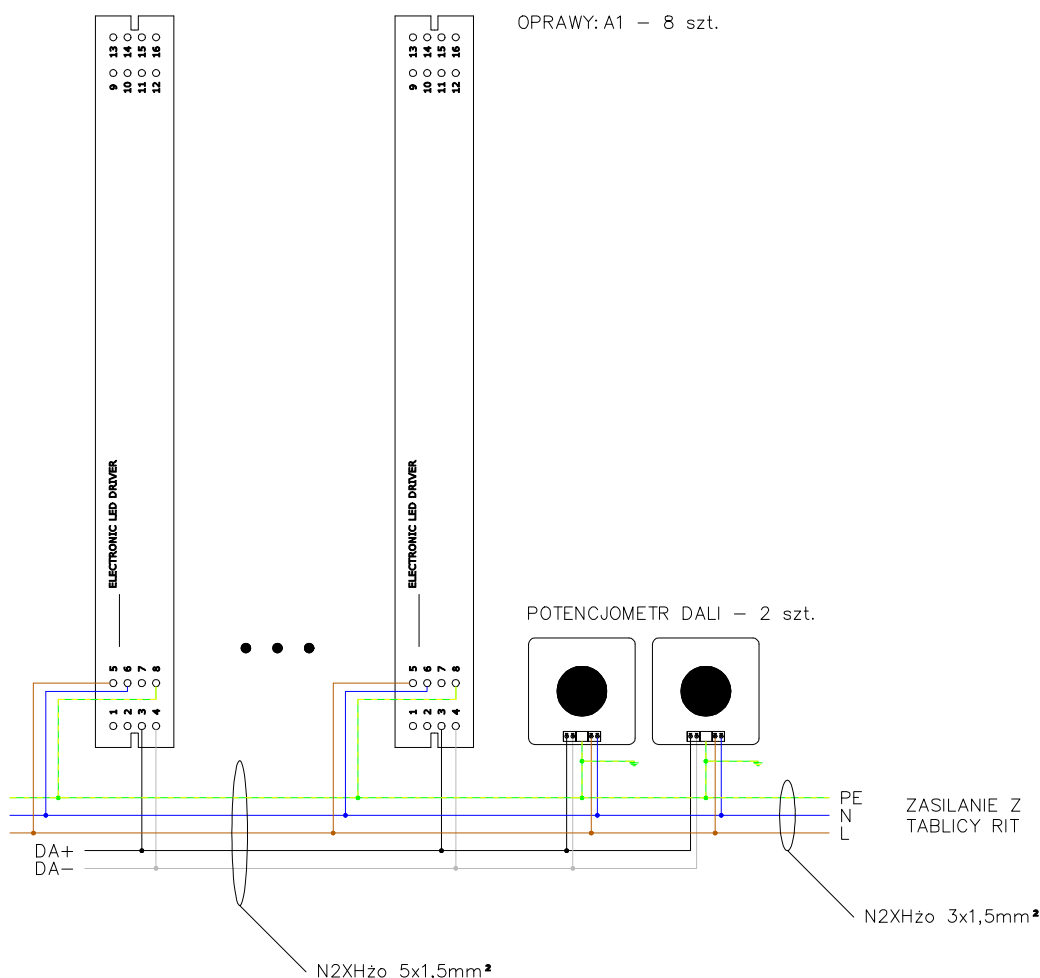 OPRAWY: A1 – 8 szt.
13 14 15 16
9 10 11 12
ELECTRONIC LED DRIVER
5 6 7 8
1 2 3 4
13 14 15 16
9 10 11 12
ELECTRONIC LED DRIVER
5 6 7 8
1 2 3 4
POTENCJOMETR DALI – 2 szt.
PE
N
L
ZASILANIE Z
TABLICY RIT
DA+
DA–
N2XHżo 3x1,5mm²
N2XHżo 5x1,5mm²